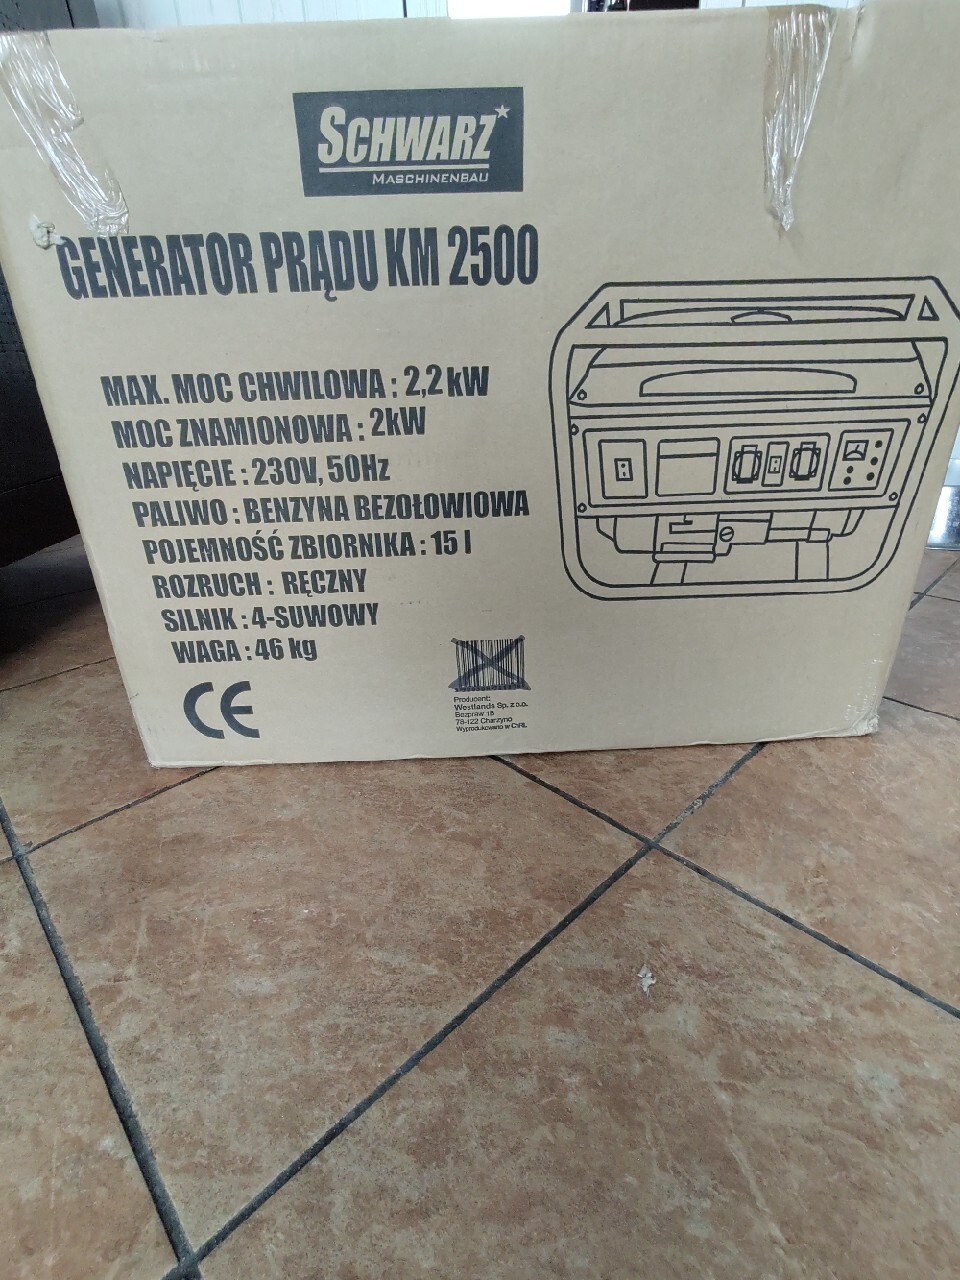 SCHWARZ
MASCHINENBAU
GENERATOR PRĄDU KM 2500
MAX. MOC CHWILOWA : 2,2 kW
MOC ZNAMIONOWA : 2kW
NAPIĘCIE : 230V, 50Hz
PALIWO : BENZYNA BEZOŁOWIOWA
POJEMNOŚĆ ZBIORNIKA : 15 l
ROZRUCH : RĘCZNY
SILNIK : 4-SUWOWY
WAGA : 46 kg
CE
Producent:
Westlands Sp. z o.o.
Bezpraw 15
78-122 Charzyno
Wyprodukowano w ChRL